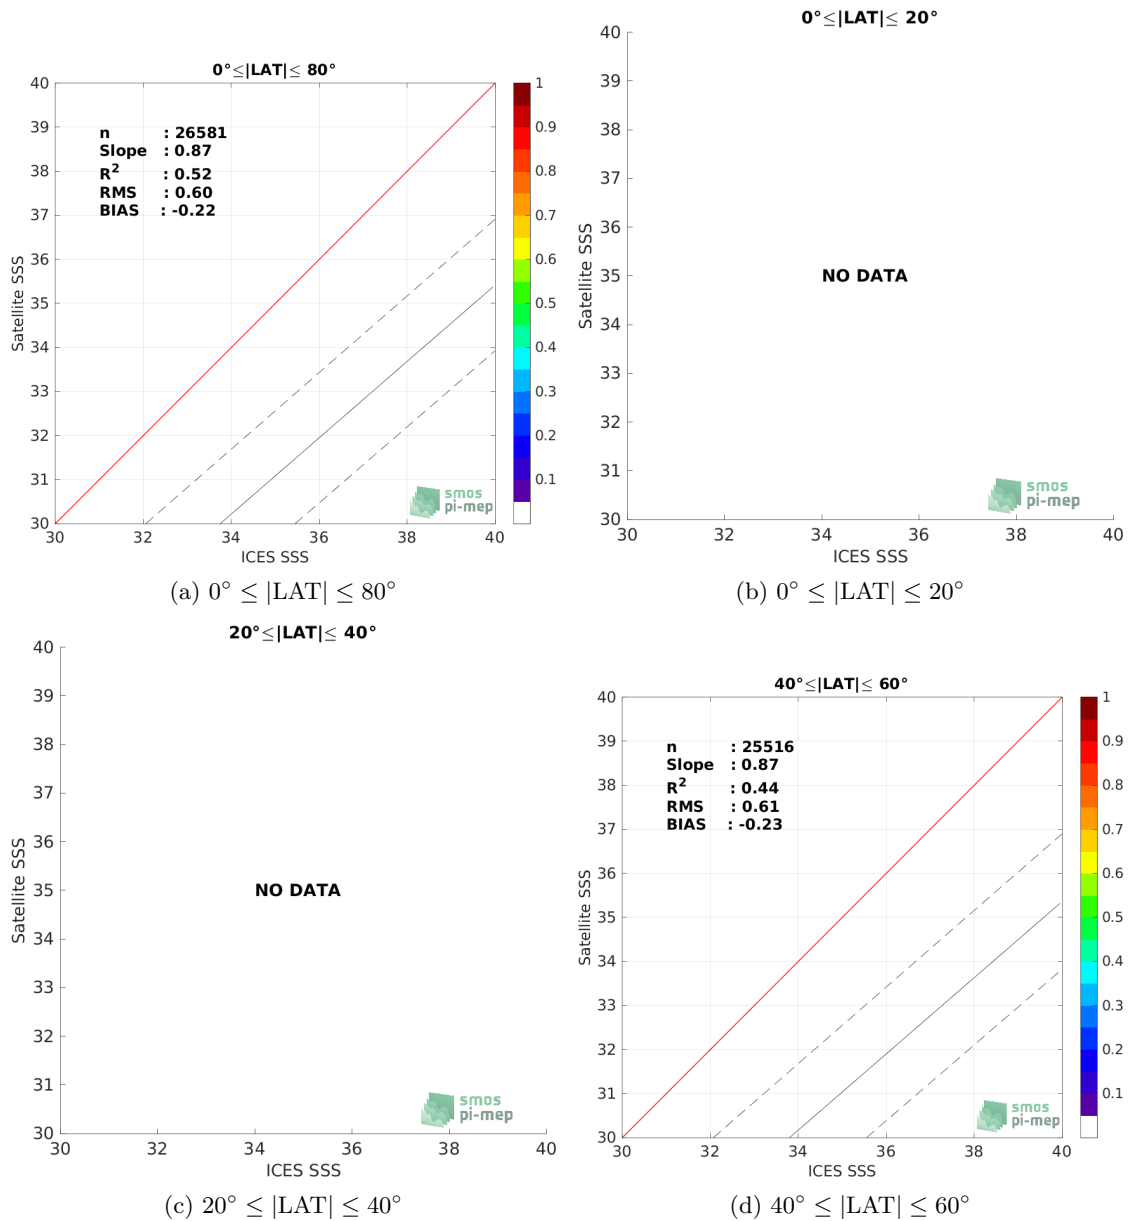 0°≤|LAT|≤ 80°
40
39
38
37
36
35
34
33
32
31
30
Satellite SSS
n : 26581
Slope : 0.87
R² : 0.52
RMS : 0.60
BIAS : -0.22
smos
pi-mep
30 32 34 36 38 40
ICES SSS
1
0.9
0.8
0.7
0.6
0.5
0.4
0.3
0.2
0.1
(a) 0° ≤ |LAT| ≤ 80°
0°≤|LAT|≤ 20°
40
39
38
37
36
35
34
33
32
31
30
Satellite SSS
NO DATA
smos
pi-mep
30 32 34 36 38 40
ICES SSS
(b) 0° ≤ |LAT| ≤ 20°
20°≤|LAT|≤ 40°
40
39
38
37
36
35
34
33
32
31
30
Satellite SSS
NO DATA
smos
pi-mep
30 32 34 36 38 40
ICES SSS
(c) 20° ≤ |LAT| ≤ 40°
40°≤|LAT|≤ 60°
40
39
38
37
36
35
34
33
32
31
30
Satellite SSS
n : 25516
Slope : 0.87
R² : 0.44
RMS : 0.61
BIAS : -0.23
smos
pi-mep
30 32 34 36 38 40
ICES SSS
1
0.9
0.8
0.7
0.6
0.5
0.4
0.3
0.2
0.1
(d) 40° ≤ |LAT| ≤ 60°